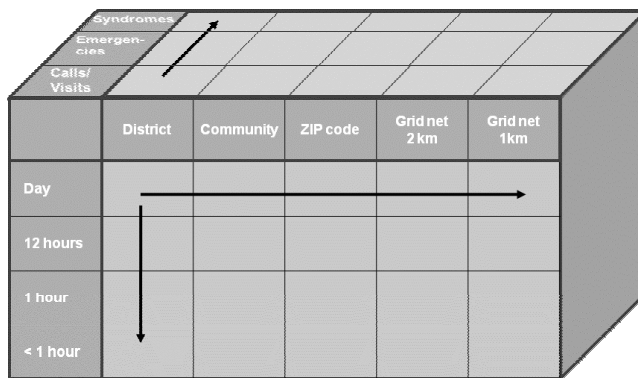 Syndromes
Emergen-
cies
Calls/
Visits
District
Community
ZIP code
Grid net
2 km
Grid net
1km
Day
12 hours
1 hour
< 1 hour